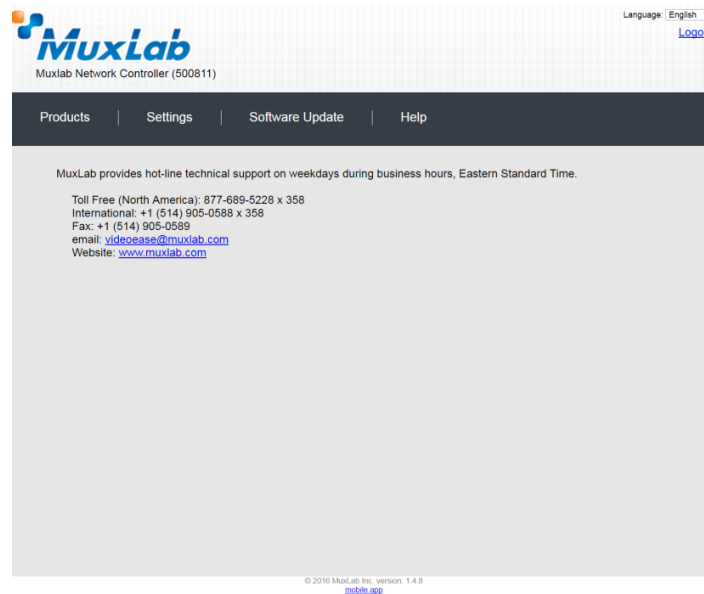 Language: English
Logo
MuxLab
Muxlab Network Controller (500811)
Products | Settings | Software Update | Help
MuxLab provides hot-line technical support on weekdays during business hours, Eastern Standard Time.
Toll Free (North America): 877-689-5228 x 358
International: +1 (514) 905-0588 x 358
Fax: +1 (514) 905-0589
email: videoease@muxlab.com
Website: www.muxlab.com
© 2016 MuxLab Inc. version: 1.4.8
mobile app